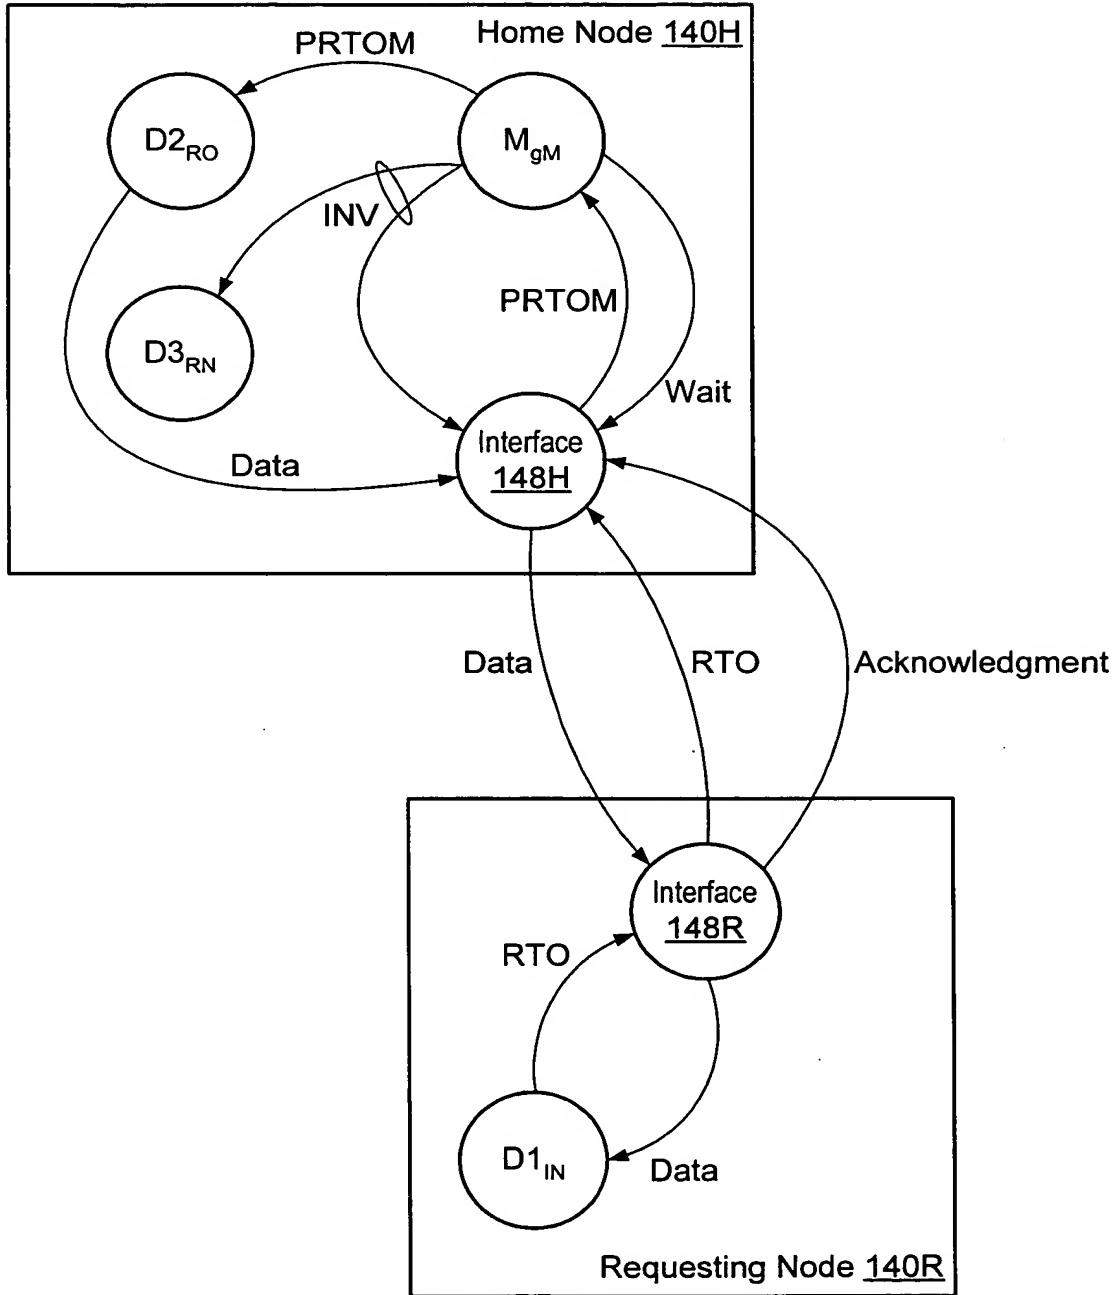 Home Node 140H
PRTOM
D2RO
MgM
INV
PRTOM
D3RN
Wait
Interface
148H
Data
Data
RTO
Acknowledgment
Interface
148R
RTO
D1IN
Data
Requesting Node 140R